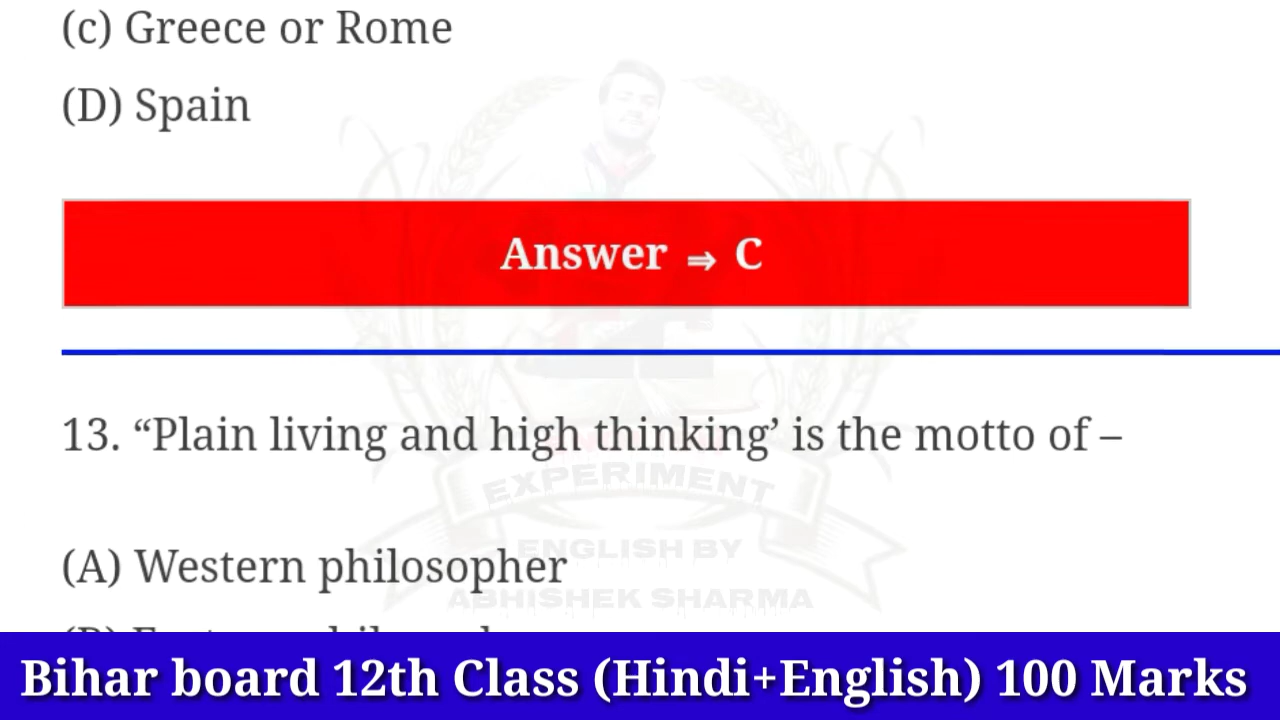 (c) Greece or Rome
(D) Spain
Answer ⇒ C
13. “Plain living and high thinking’ is the motto of –
EXPERIMENT
ENGLISH BY
(A) Western philosopher
ABHISHEK SHARMA
Bihar board 12th Class (Hindi+English) 100 Marks